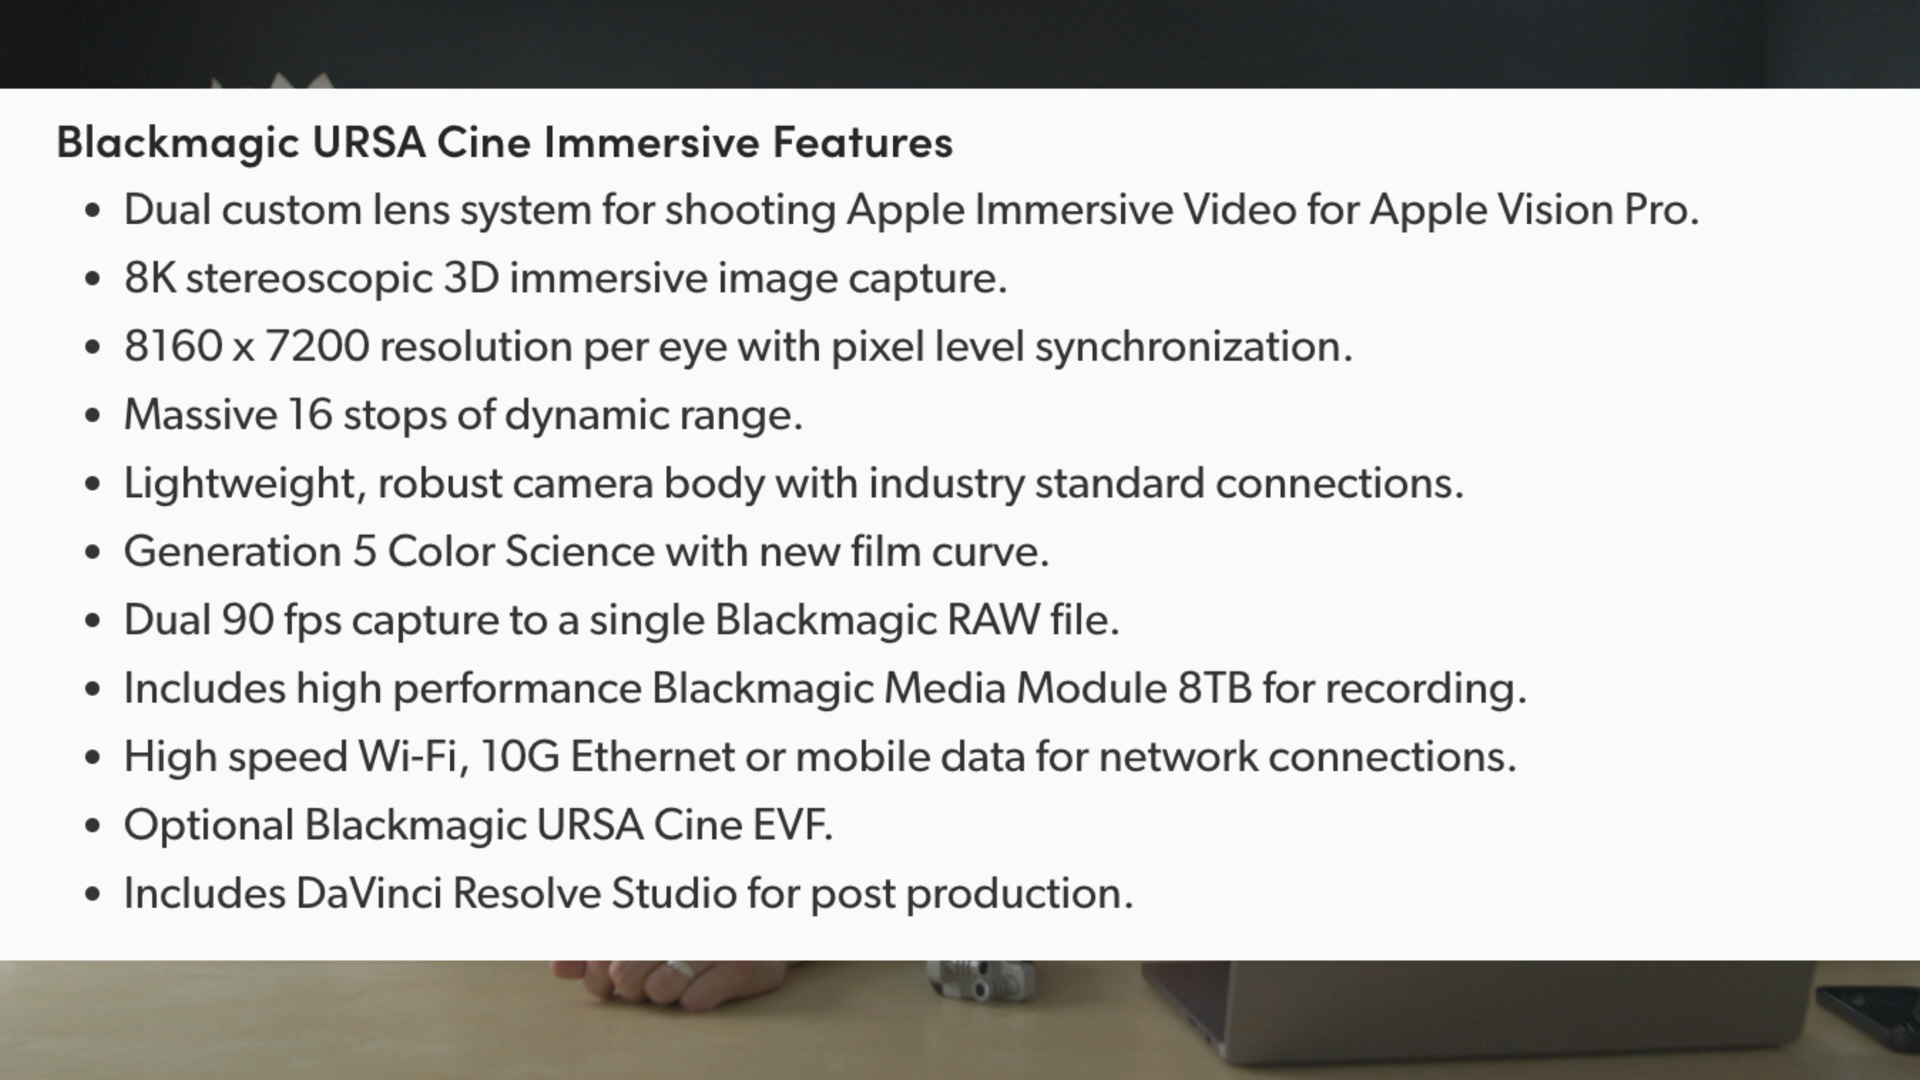 Blackmagic URSA Cine Immersive Features
• Dual custom lens system for shooting Apple Immersive Video for Apple Vision Pro.
• 8K stereoscopic 3D immersive image capture.
• 8160 x 7200 resolution per eye with pixel level synchronization.
• Massive 16 stops of dynamic range.
• Lightweight, robust camera body with industry standard connections.
• Generation 5 Color Science with new film curve.
• Dual 90 fps capture to a single Blackmagic RAW file.
• Includes high performance Blackmagic Media Module 8TB for recording.
• High speed Wi-Fi, 10G Ethernet or mobile data for network connections.
• Optional Blackmagic URSA Cine EVF.
• Includes DaVinci Resolve Studio for post production.